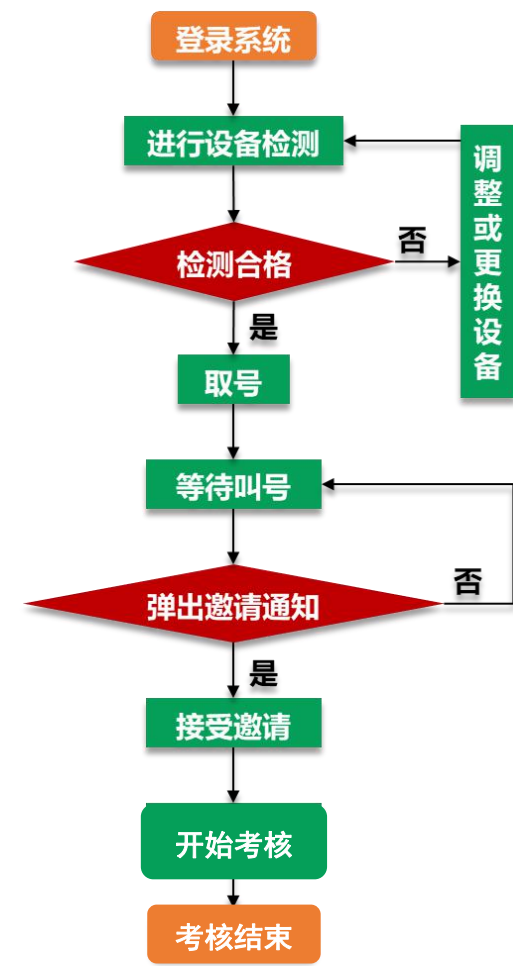 登录系统
进行设备检测
调整或更换设备
检测合格
否
是
取号
等待叫号
否
弹出邀请通知
是
接受邀请
开始考核
考核结束